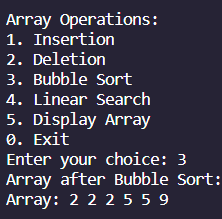 Array Operations:
1. Insertion
2. Deletion
3. Bubble Sort
4. Linear Search
5. Display Array
0. Exit
Enter your choice: 3
Array after Bubble Sort:
Array: 2 2 2 5 5 9